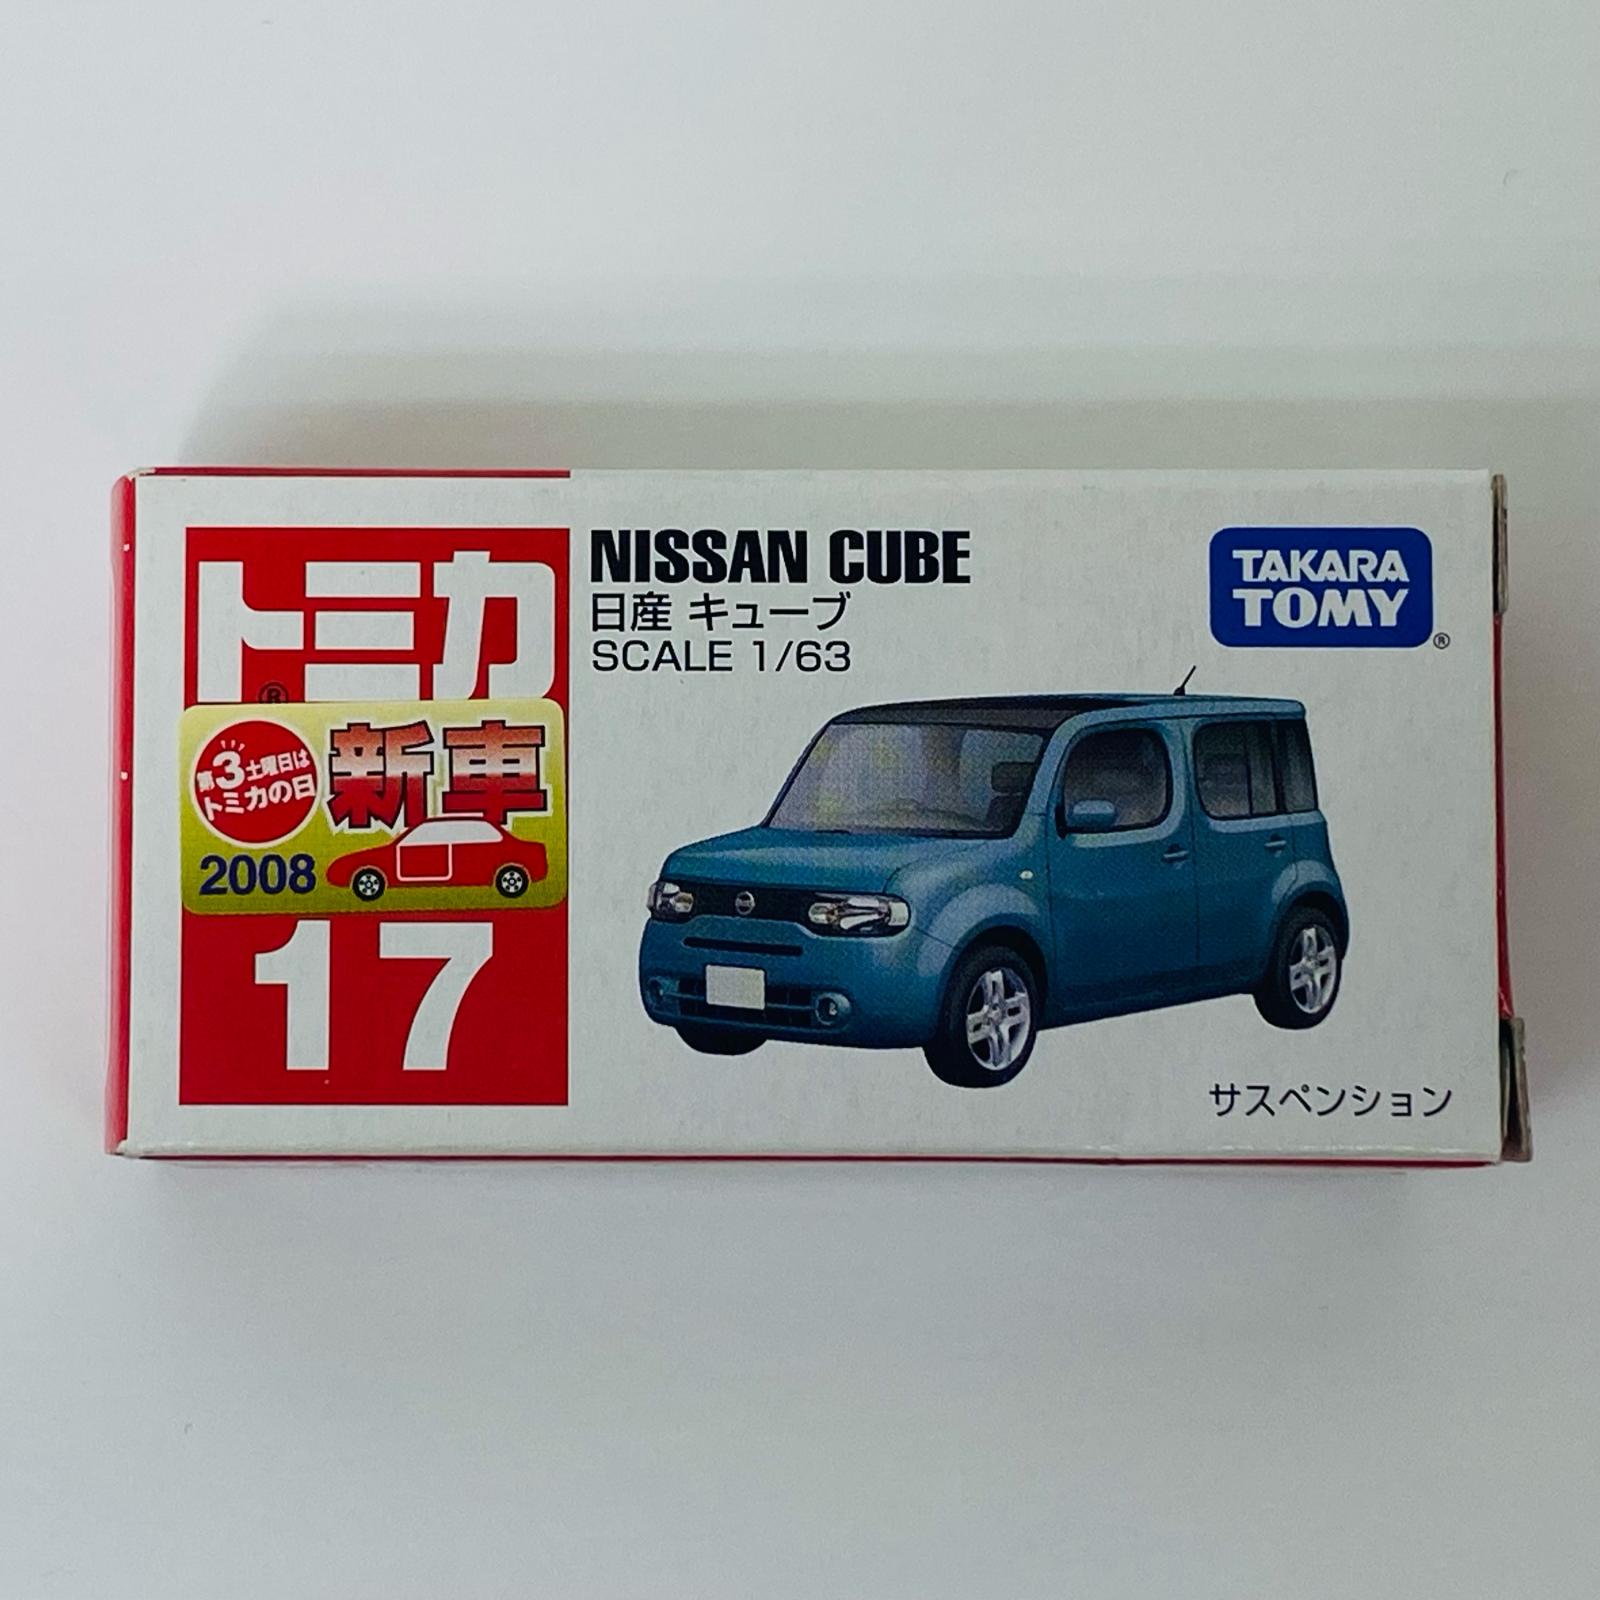 トミカ
®
第3土曜日は
トミカの日
新車
2008
17
NISSAN CUBE
日産 キューブ
SCALE 1/63
TAKARA
TOMY
®
サスペンション